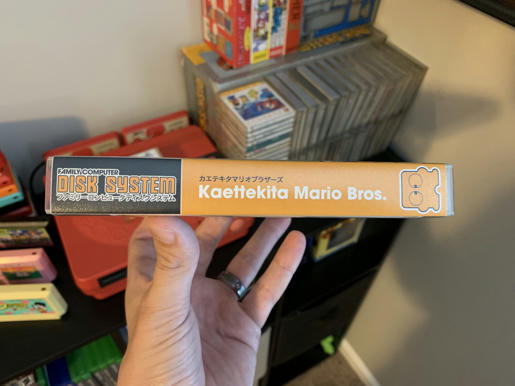 FAMILY COMPUTER
DISK SYSTEM
ファミリーコンピュータ ディスクシステム
カエテキタマリオブラザーズ
Kaettekita Mario Bros.